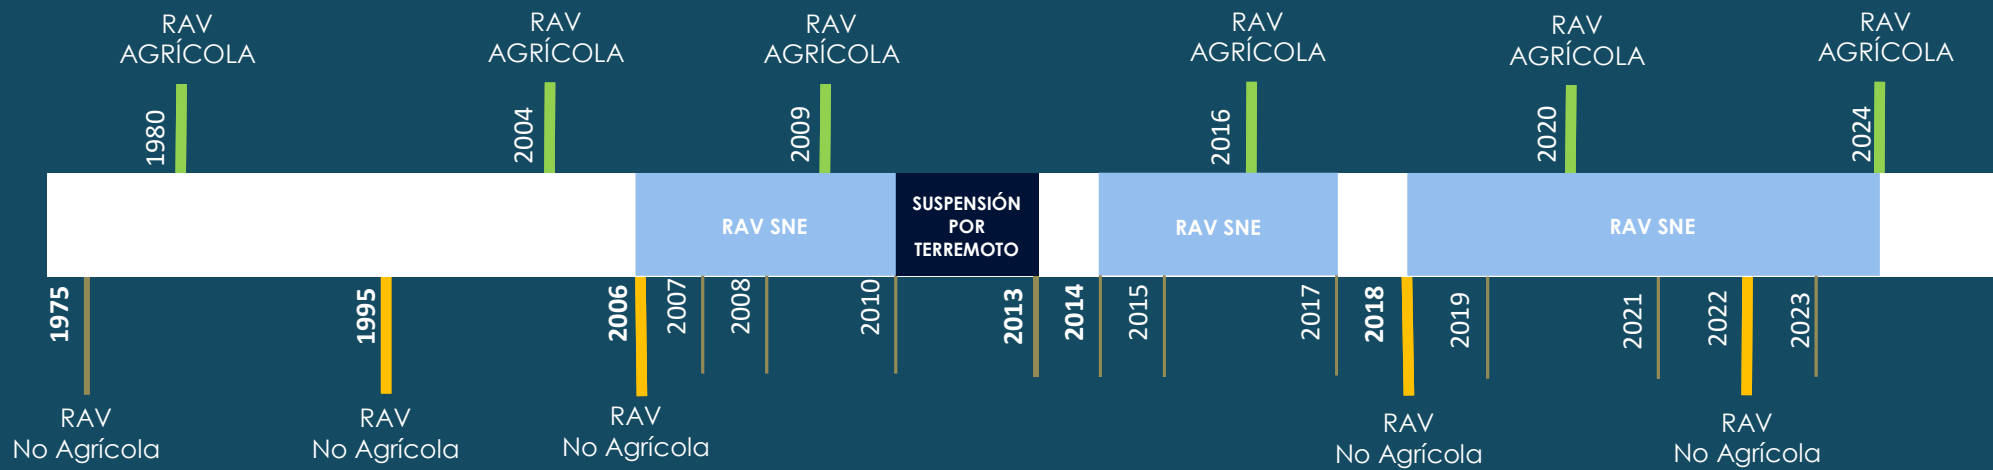 RAV
AGRÍCOLA
RAV
AGRÍCOLA
RAV
AGRÍCOLA
RAV
AGRÍCOLA
RAV
AGRÍCOLA
RAV
AGRÍCOLA
1980
2004
2009
2016
2020
2024
RAV SNE
SUSPENSIÓN
POR
TERREMOTO
RAV SNE
RAV SNE
1975
1995
2006
2007
2008
2010
2013
2014
2015
2017
2018
2019
2021
2022
2023
RAV
No Agrícola
RAV
No Agrícola
RAV
No Agrícola
RAV
No Agrícola
RAV
No Agrícola